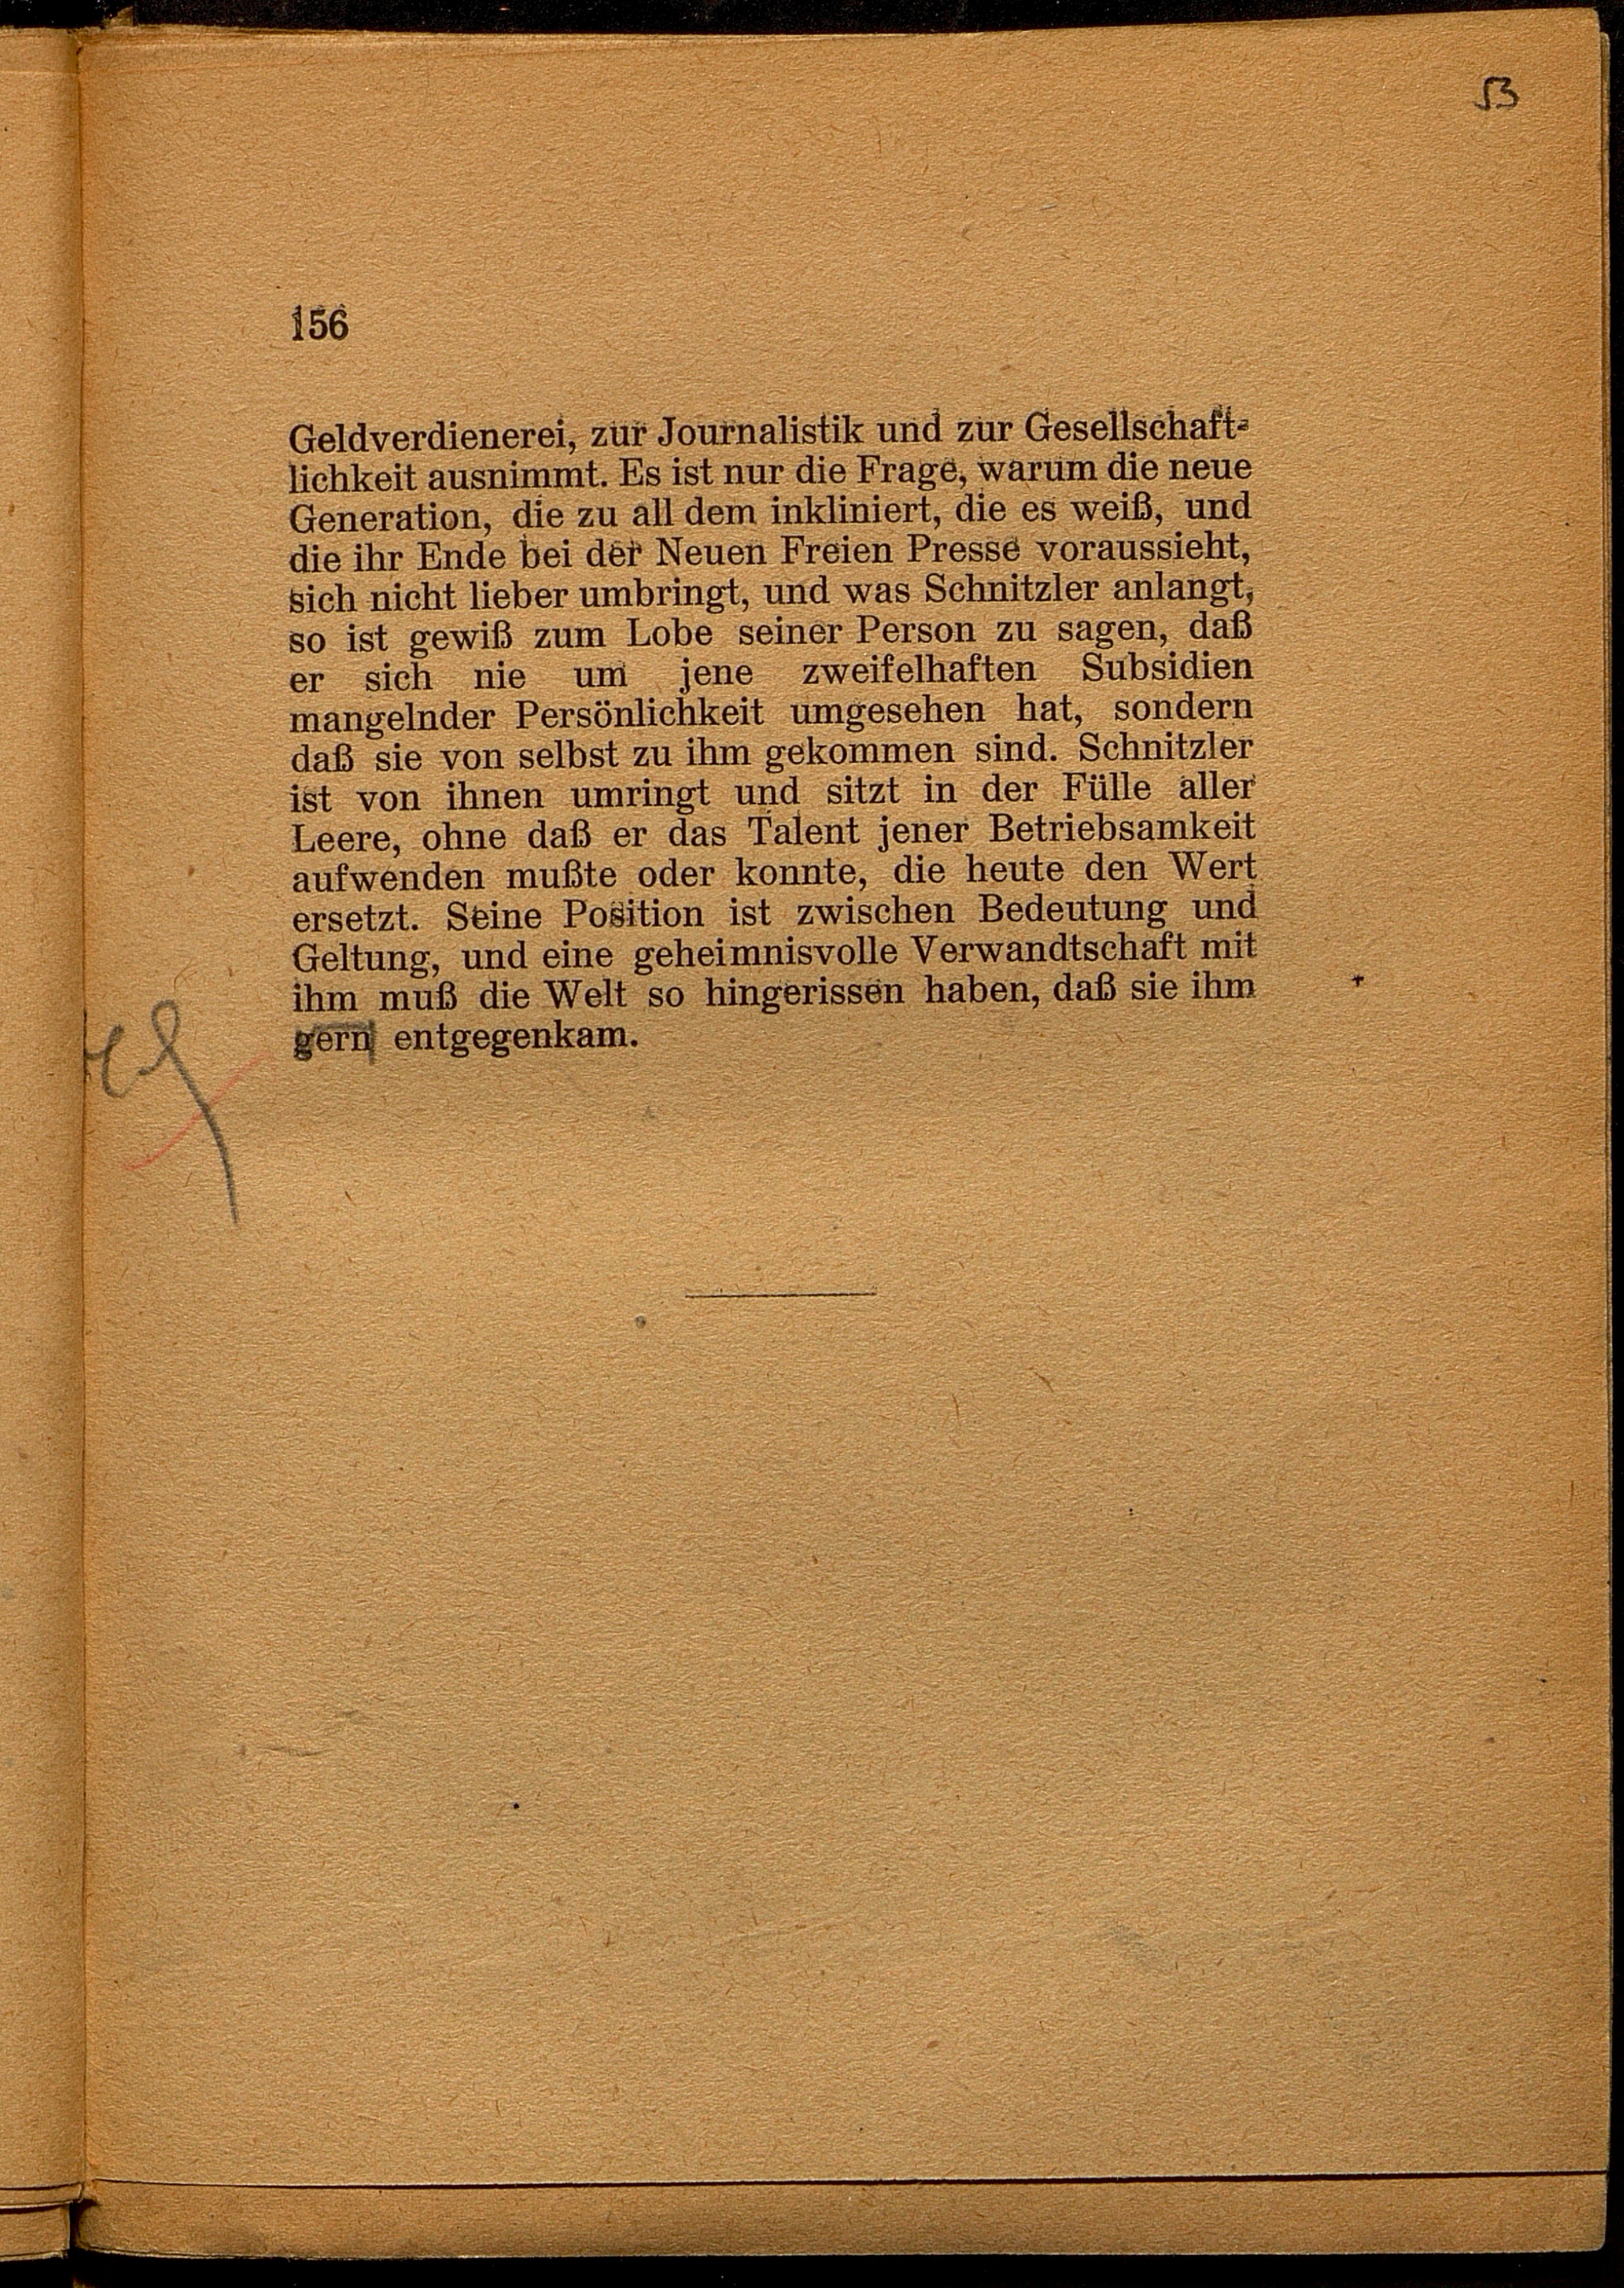 53
156
Geldverdienerei, zur Journalistik und zur Gesellschaft-
lichkeit ausnimmt. Es ist nur die Frage, warum die neue
Generation, die zu all dem inkliniert, die es weiß, und
die ihr Ende bei der Neuen Freien Presse voraussieht,
sich nicht lieber umbringt, und was Schnitzler anlangt,
so ist gewiß zum Lobe seiner Person zu sagen, daß
er sich nie um jene zweifelhaften Subsidien
mangelnder Persönlichkeit umgesehen hat, sondern
daß sie von selbst zu ihm gekommen sind. Schnitzler
ist von ihnen umringt und sitzt in der Fülle aller
Leere, ohne daß er das Talent jener Betriebsamkeit
aufwenden mußte oder konnte, die heute den Wert
ersetzt. Seine Position ist zwischen Bedeutung und
Geltung, und eine geheimnisvolle Verwandtschaft mit
ihm muß die Welt so hingerissen haben, daß sie ihm
gern entgegenkam.